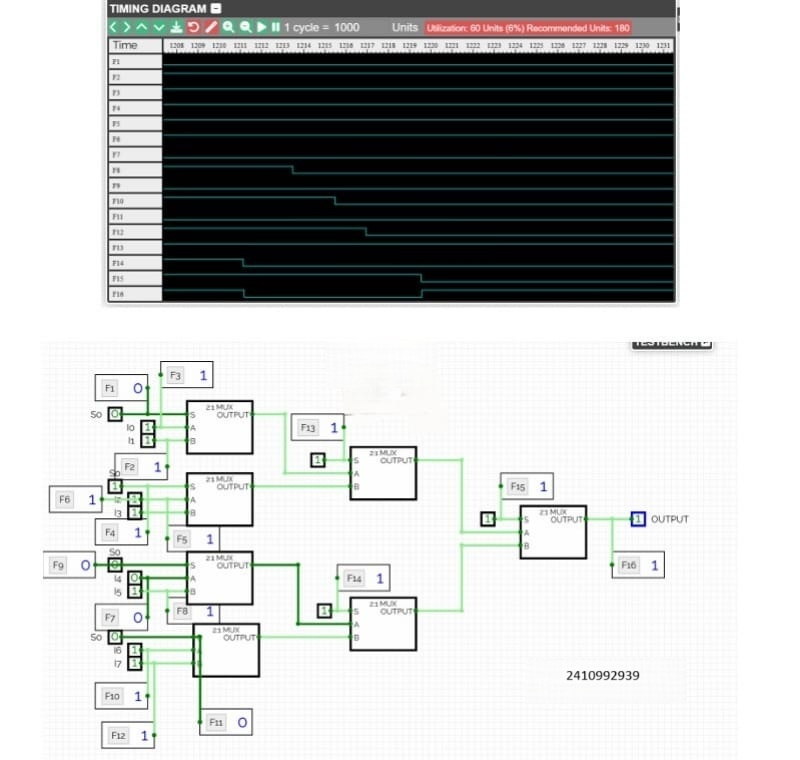 TIMING DIAGRAM
1 cycle = 1000 Units Utilization: 60 Units (6%) Recommended Units: 180
Time 1208 1209 1210 1211 1212 1213 1214 1215 1216 1217 1218 1219 1220 1221 1222 1223 1224 1225 1226 1227 1228 1229 1230 1231
F1
F2
F3
F4
F5
F6
F7
F8
F9
F10
F11
F12
F13
F14
F15
F16
TESTBENCH
F3 1
F1 0
So 0
I0 1
I1 1
2:1 MUX
S OUTPUT
A
B
F2 1
F13 1
1
2:1 MUX
S OUTPUT
A
B
So
1
F6 1
I2 1
I3 1
2:1 MUX
S OUTPUT
A
B
F4 1
F5 1
F15 1
1
2:1 MUX
S OUTPUT
A
B
1 OUTPUT
So
F9 0
0
I4 0
I5 1
2:1 MUX
S OUTPUT
A
B
F14 1
F16 1
F7 0
F8 1
1
2:1 MUX
S OUTPUT
A
B
So 0
I6 1
I7 1
2:1 MUX
OUTPUT
F10 1
F11 0
F12 1
2410992939